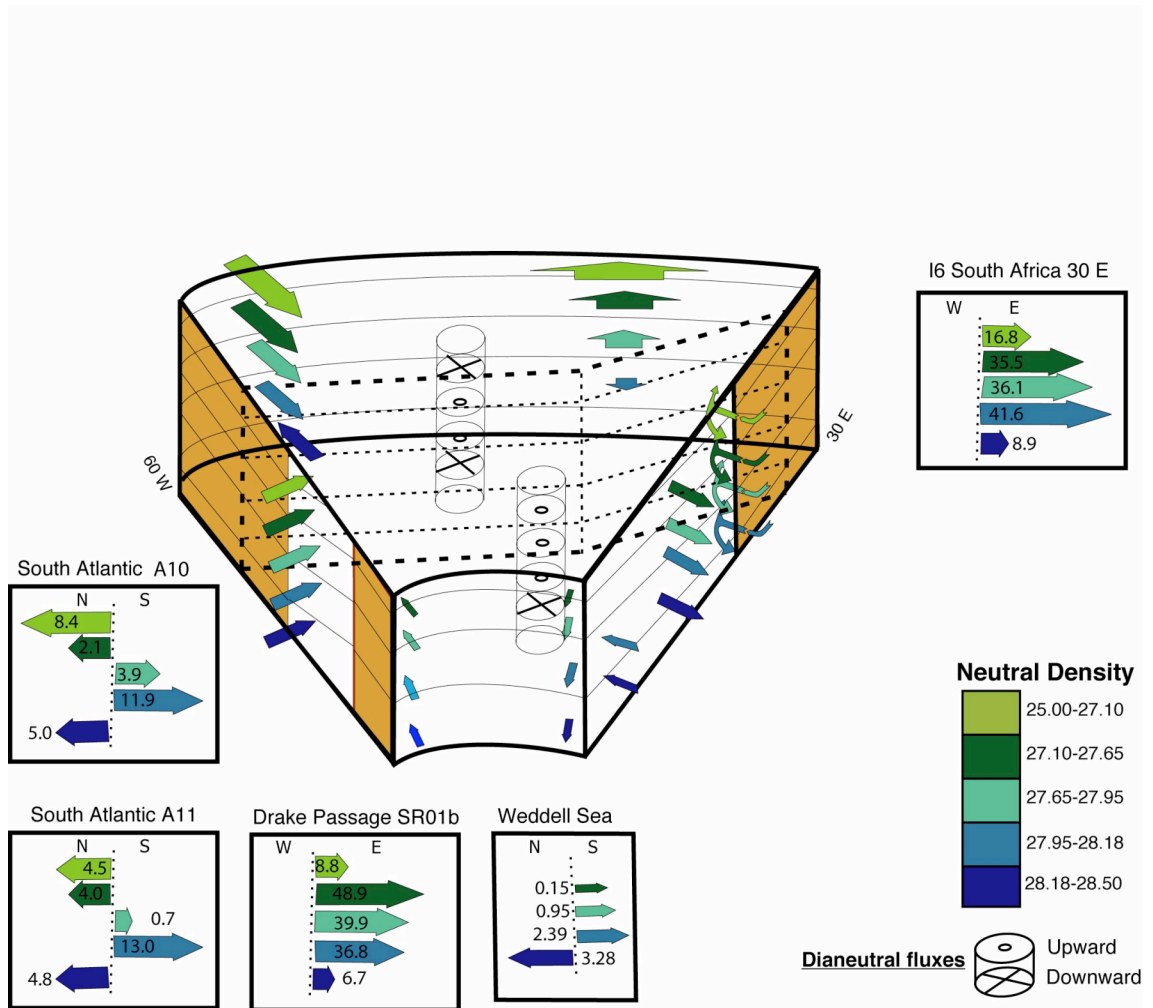 I6 South Africa 30 E
W E
16.8
35.5
36.1
41.6
8.9
60 W
30 E
South Atlantic A10
N S
8.4
2.1
3.9
11.9
5.0
Neutral Density
25.00-27.10
27.10-27.65
27.65-27.95
27.95-28.18
28.18-28.50
South Atlantic A11
N S
4.5
4.0
0.7
13.0
4.8
Drake Passage SR01b
W E
8.8
48.9
39.9
36.8
6.7
Weddell Sea
N S
0.15
0.95
2.39
3.28
Dianeutral fluxes
Upward
Downward